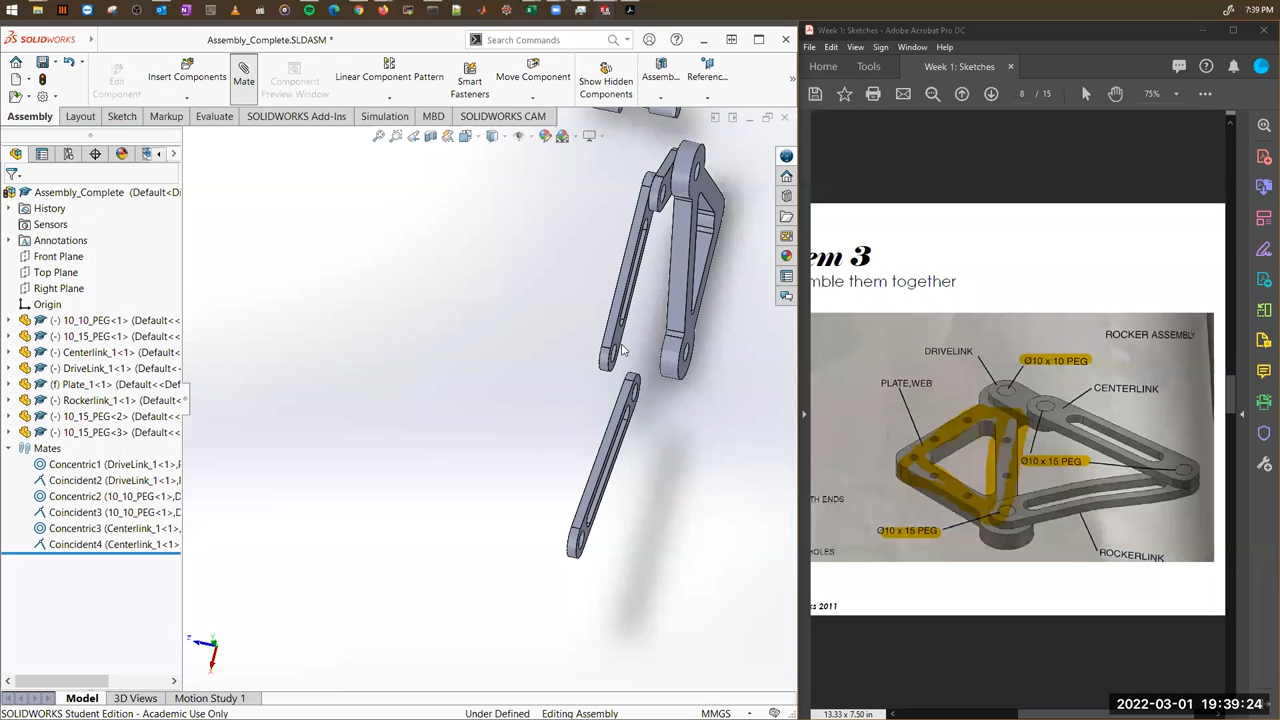 7:39 PM
SOLIDWORKS
Assembly_Complete.SLDASM *
Search Commands
Edit Component
Insert Components
Mate
Component Preview Window
Linear Component Pattern
Smart Fasteners
Move Component
Show Hidden Components
Assemb...
Referenc...
Assembly
Layout
Sketch
Markup
Evaluate
SOLIDWORKS Add-Ins
Simulation
MBD
SOLIDWORKS CAM
Assembly_Complete (Default<Di
History
Sensors
Annotations
Front Plane
Top Plane
Right Plane
Origin
(-) 10_10_PEG<1> (Default<<
(-) 10_15_PEG<1> (Default<<
(-) Centerlink_1<1> (Default<
(-) DriveLink_1<1> (Default<<
(f) Plate_1<1> (Default<<Def
(-) Rockerlink_1<1> (Default<
(-) 10_15_PEG<2> (Default<<
(-) 10_15_PEG<3> (Default<<
Mates
Concentric1 (DriveLink_1<1>,
Coincident2 (DriveLink_1<1>,
Concentric2 (10_10_PEG<1>,D
Coincident3 (10_10_PEG<1>,D
Concentric3 (Centerlink_1<1>
Coincident4 (Centerlink_1<1>
Z
Y
X
Model
3D Views
Motion Study 1
SOLIDWORKS Student Edition - Academic Use Only
Under Defined
Editing Assembly
MMGS
Week 1: Sketches - Adobe Acrobat Pro DC
File
Edit
View
Sign
Window
Help
Home
Tools
Week 1: Sketches
8 / 15
75%
em 3
mble them together
ROCKER ASSEMBLY
DRIVELINK
Ø10 x 10 PEG
PLATE,WEB
CENTERLINK
Ø10 x 15 PEG
TH ENDS
Ø10 x 15 PEG
HOLES
ROCKERLINK
ks 2011
13.33 x 7.50 in
2022-03-01 19:39:24